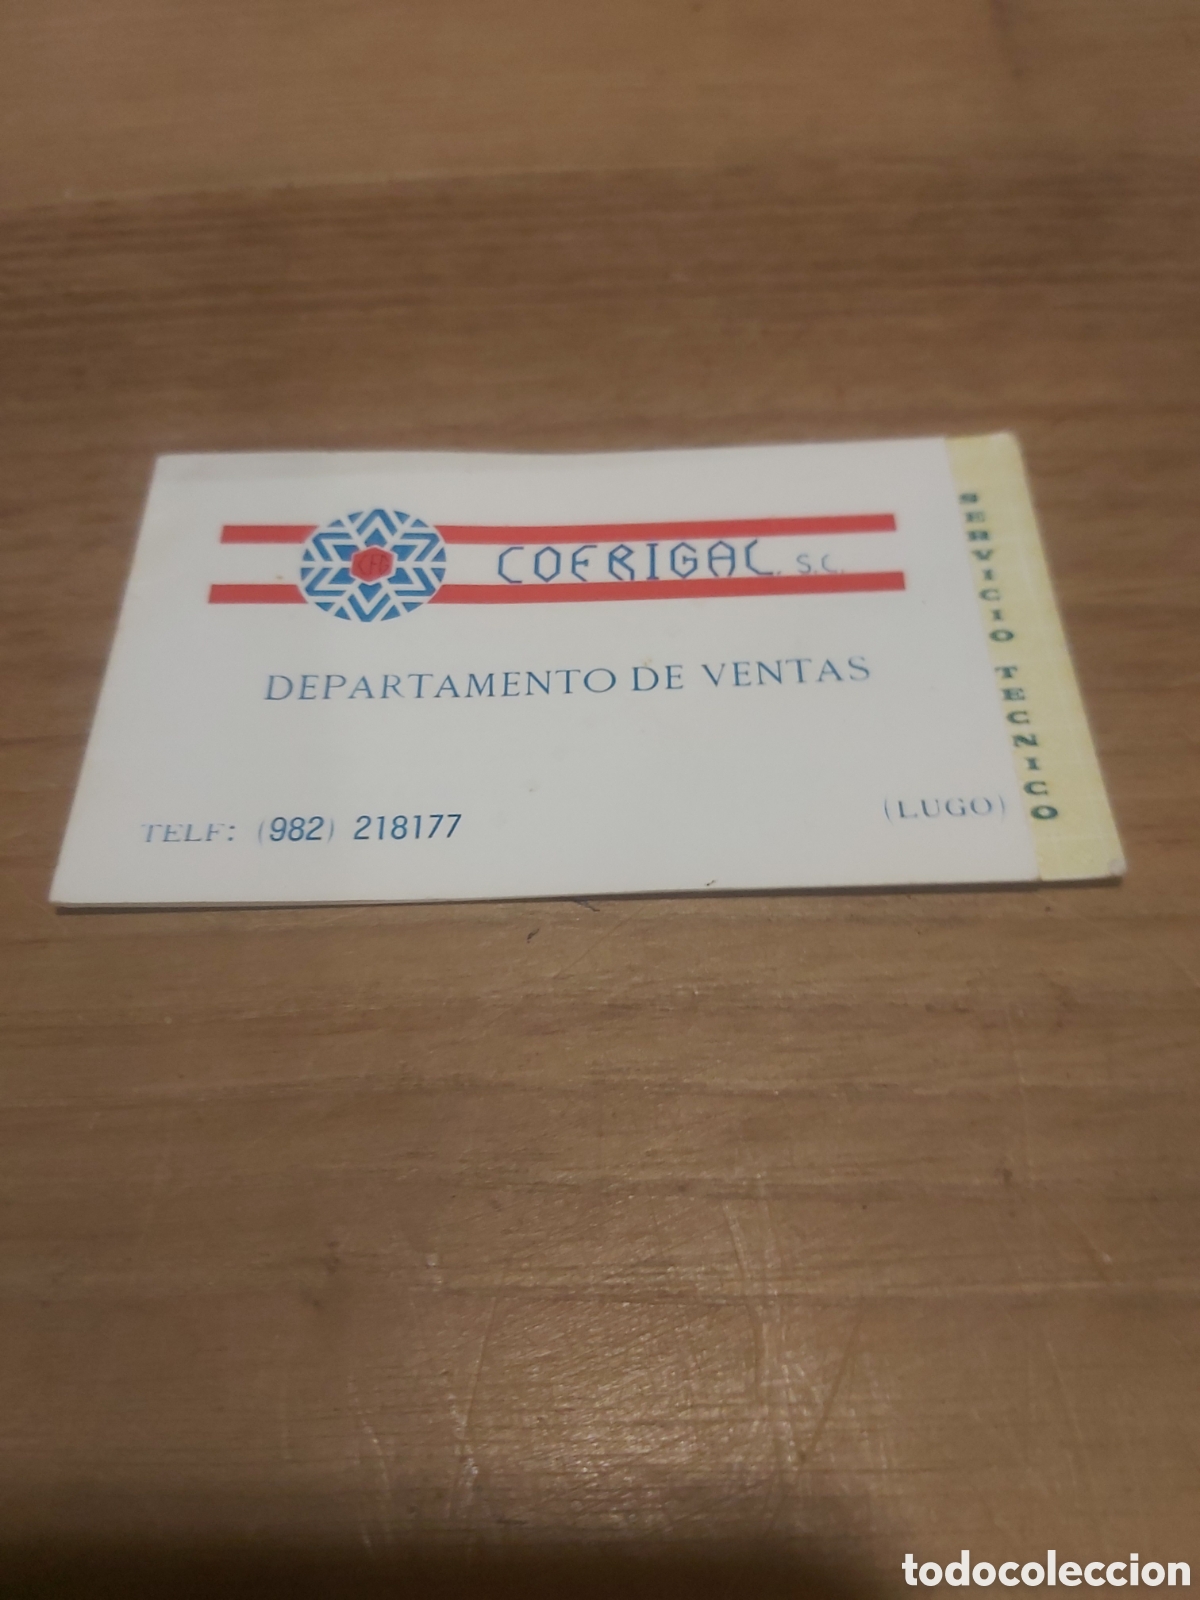 COFRIGAL. S.C.
DEPARTAMENTO DE VENTAS
TELF: (982) 218177
(LUGO)
SERVICIO TECNICO
todocoleccion